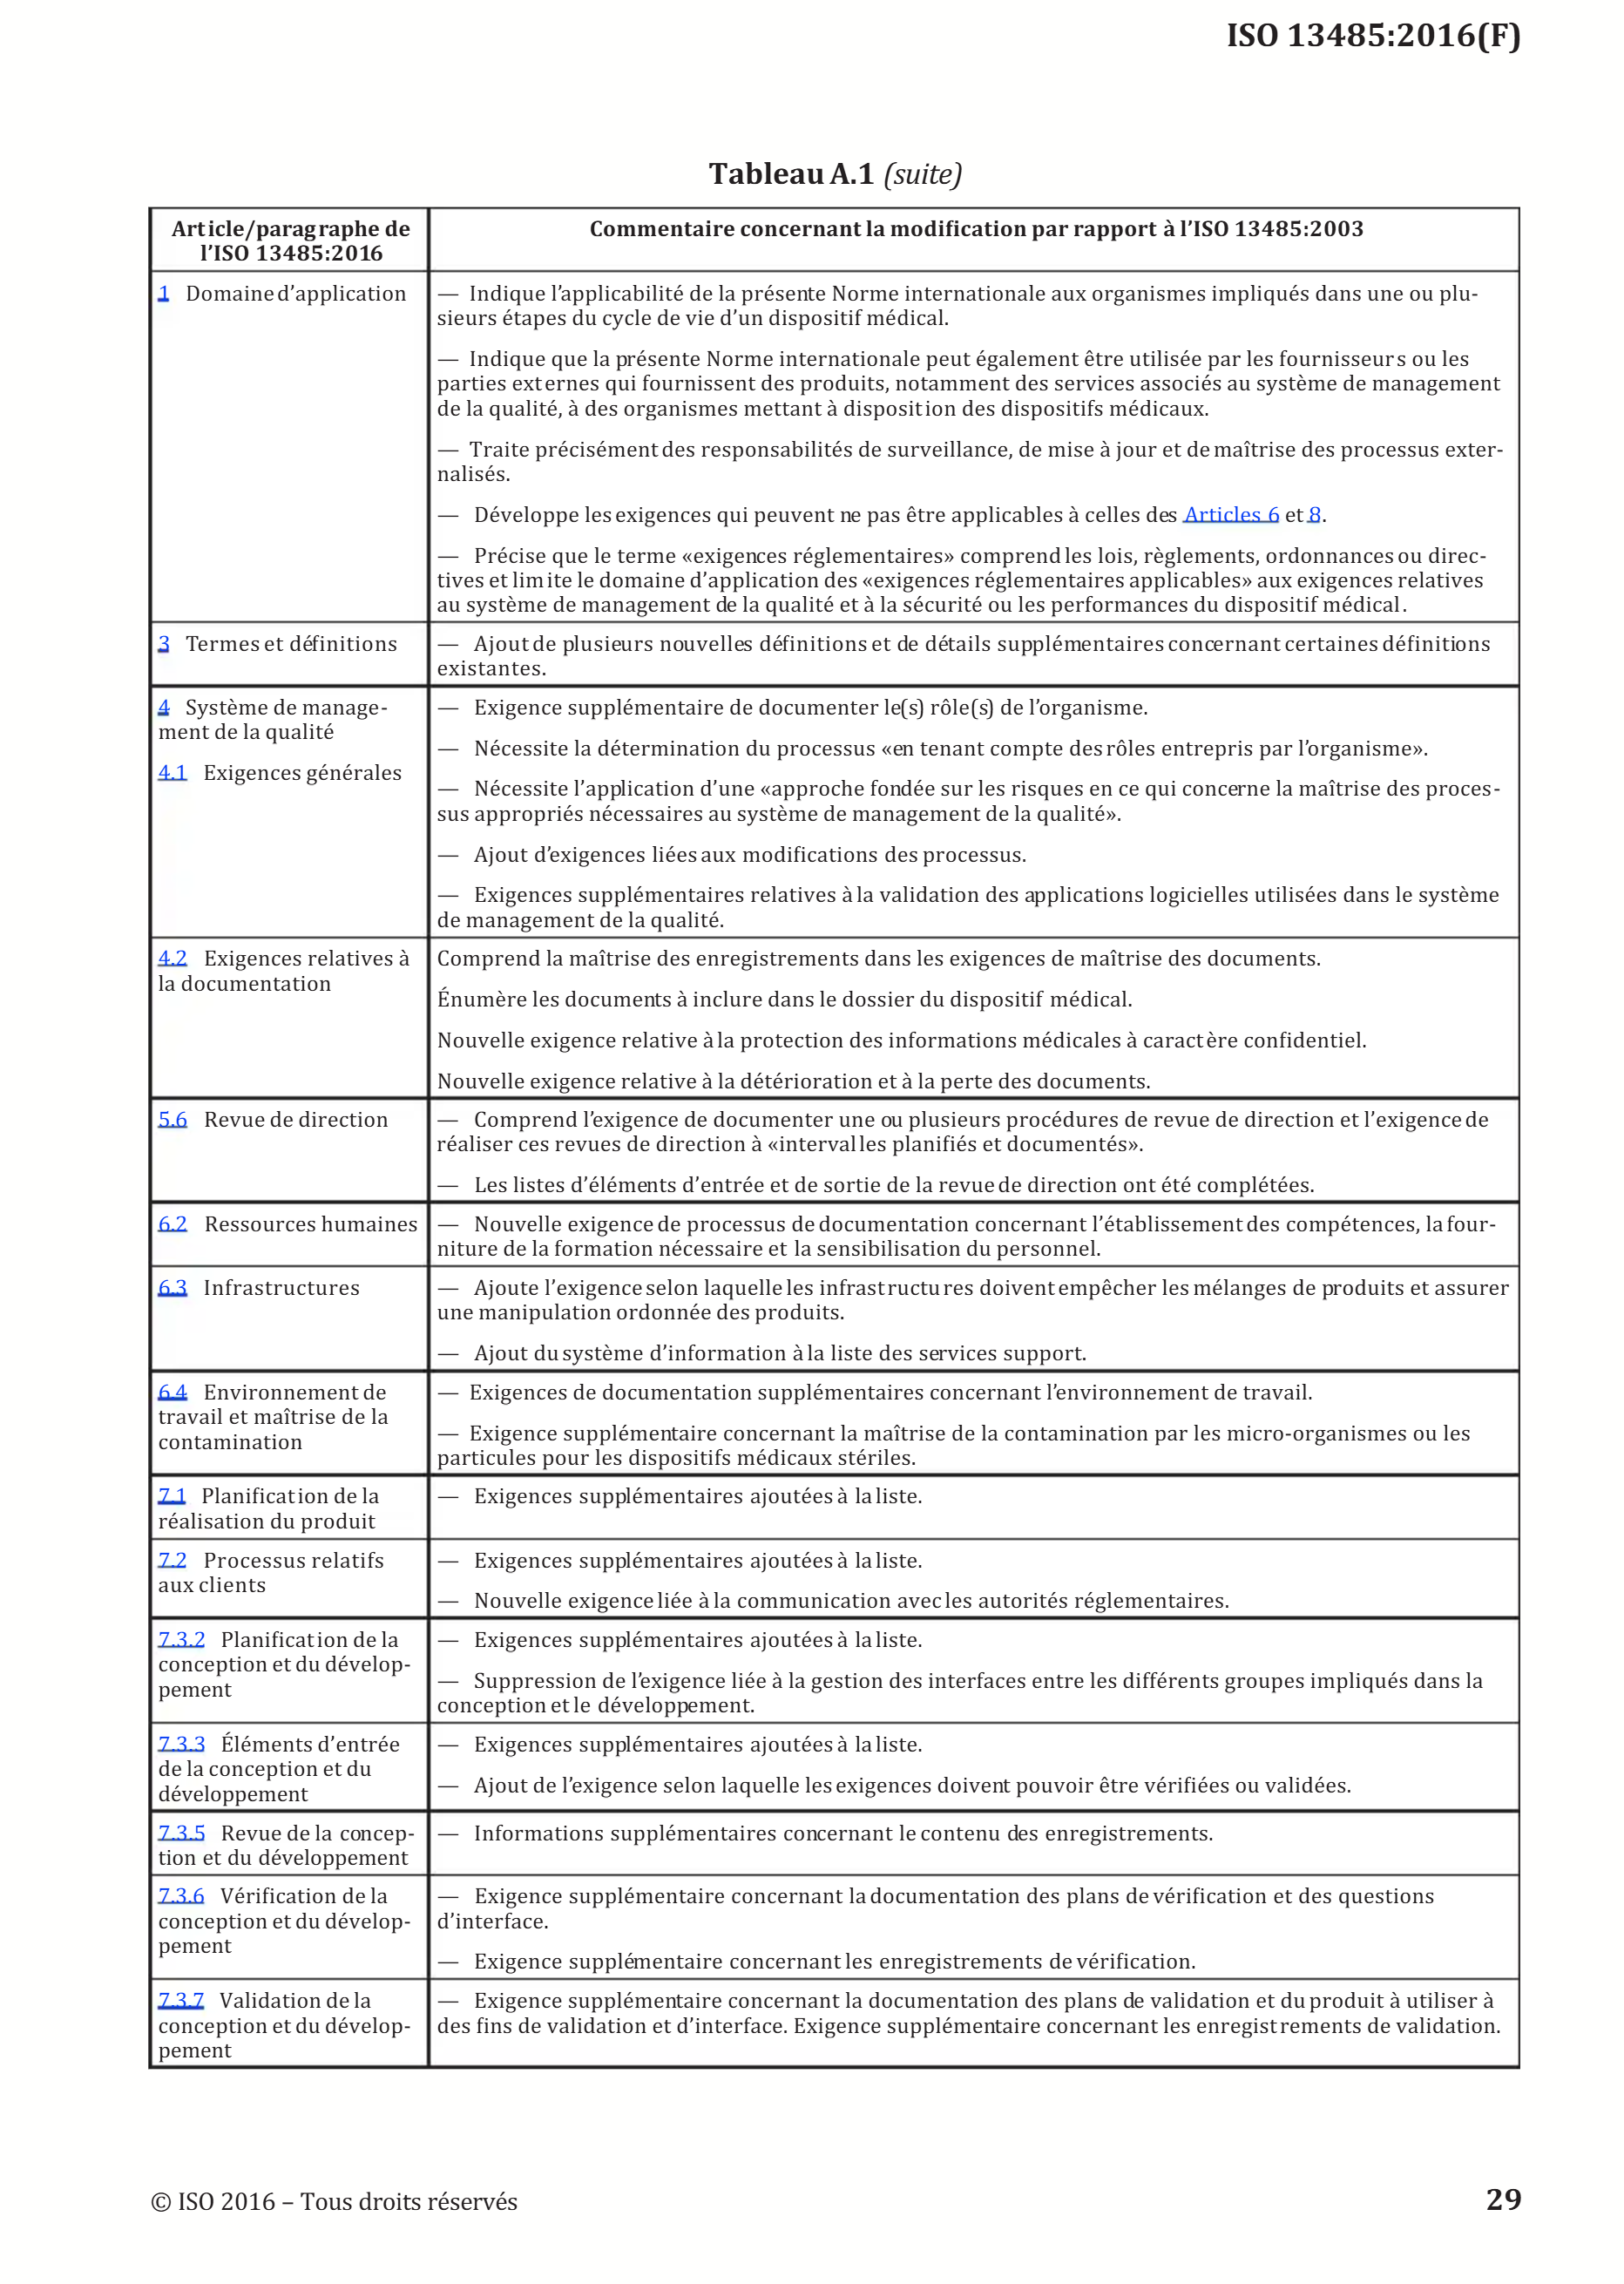 ISO 13485:2016(F)
Tableau A.1 (suite)
Article/paragraphe de
l’ISO 13485:2016
Commentaire concernant la modification par rapport à l’ISO 13485:2003
1 Domaine d’application
— Indique l’applicabilité de la présente Norme internationale aux organismes impliqués dans une ou plu-
sieurs étapes du cycle de vie d’un dispositif médical.
— Indique que la présente Norme internationale peut également être utilisée par les fournisseurs ou les
parties externes qui fournissent des produits, notamment des services associés au système de management
de la qualité, à des organismes mettant à disposition des dispositifs médicaux.
— Traite précisément des responsabilités de surveillance, de mise à jour et de maîtrise des processus exter-
nalisés.
— Développe les exigences qui peuvent ne pas être applicables à celles des Articles 6 et 8.
— Précise que le terme «exigences réglementaires» comprend les lois, règlements, ordonnances ou direc-
tives et limite le domaine d’application des «exigences réglementaires applicables» aux exigences relatives
au système de management de la qualité et à la sécurité ou les performances du dispositif médical.
3 Termes et définitions
— Ajout de plusieurs nouvelles définitions et de détails supplémentaires concernant certaines définitions
existantes.
4 Système de manage-
ment de la qualité
4.1 Exigences générales
— Exigence supplémentaire de documenter le(s) rôle(s) de l’organisme.
— Nécessite la détermination du processus «en tenant compte des rôles entrepris par l’organisme».
— Nécessite l’application d’une «approche fondée sur les risques en ce qui concerne la maîtrise des proces-
sus appropriés nécessaires au système de management de la qualité».
— Ajout d’exigences liées aux modifications des processus.
— Exigences supplémentaires relatives à la validation des applications logicielles utilisées dans le système
de management de la qualité.
4.2 Exigences relatives à
la documentation
Comprend la maîtrise des enregistrements dans les exigences de maîtrise des documents.
Énumère les documents à inclure dans le dossier du dispositif médical.
Nouvelle exigence relative à la protection des informations médicales à caractère confidentiel.
Nouvelle exigence relative à la détérioration et à la perte des documents.
5.6 Revue de direction
— Comprend l’exigence de documenter une ou plusieurs procédures de revue de direction et l’exigence de
réaliser ces revues de direction à «intervalles planifiés et documentés».
— Les listes d’éléments d’entrée et de sortie de la revue de direction ont été complétées.
6.2 Ressources humaines
— Nouvelle exigence de processus de documentation concernant l’établissement des compétences, la four-
niture de la formation nécessaire et la sensibilisation du personnel.
6.3 Infrastructures
— Ajoute l’exigence selon laquelle les infrastructures doivent empêcher les mélanges de produits et assurer
une manipulation ordonnée des produits.
— Ajout du système d’information à la liste des services support.
6.4 Environnement de
travail et maîtrise de la
contamination
— Exigences de documentation supplémentaires concernant l’environnement de travail.
— Exigence supplémentaire concernant la maîtrise de la contamination par les micro-organismes ou les
particules pour les dispositifs médicaux stériles.
7.1 Planification de la
réalisation du produit
— Exigences supplémentaires ajoutées à la liste.
7.2 Processus relatifs
aux clients
— Exigences supplémentaires ajoutées à la liste.
— Nouvelle exigence liée à la communication avec les autorités réglementaires.
7.3.2 Planification de la
conception et du dévelop-
pement
— Exigences supplémentaires ajoutées à la liste.
— Suppression de l’exigence liée à la gestion des interfaces entre les différents groupes impliqués dans la
conception et le développement.
7.3.3 Éléments d’entrée
de la conception et du
développement
— Exigences supplémentaires ajoutées à la liste.
— Ajout de l’exigence selon laquelle les exigences doivent pouvoir être vérifiées ou validées.
7.3.5 Revue de la concep-
tion et du développement
— Informations supplémentaires concernant le contenu des enregistrements.
7.3.6 Vérification de la
conception et du dévelop-
pement
— Exigence supplémentaire concernant la documentation des plans de vérification et des questions
d’interface.
— Exigence supplémentaire concernant les enregistrements de vérification.
7.3.7 Validation de la
conception et du dévelop-
pement
— Exigence supplémentaire concernant la documentation des plans de validation et du produit à utiliser à
des fins de validation et d’interface. Exigence supplémentaire concernant les enregistrements de validation.
© ISO 2016 – Tous droits réservés
29